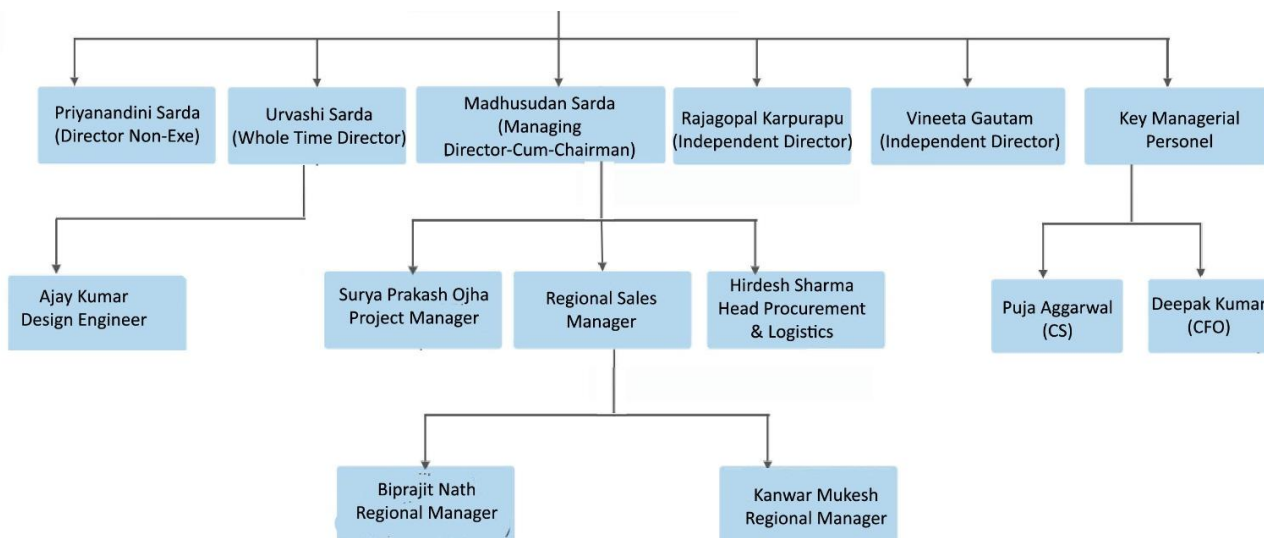 Priyanandini Sarda
(Director Non-Exe)
Urvashi Sarda
(Whole Time Director)
Madhusudan Sarda
(Managing
Director-Cum-Chairman)
Rajagopal Karpurapu
(Independent Director)
Vineeta Gautam
(Independent Director)
Key Managerial
Personel
Ajay Kumar
Design Engineer
Surya Prakash Ojha
Project Manager
Regional Sales
Manager
Hirdesh Sharma
Head Procurement
& Logistics
Puja Aggarwal
(CS)
Deepak Kumar
(CFO)
Biprajit Nath
Regional Manager
Kanwar Mukesh
Regional Manager